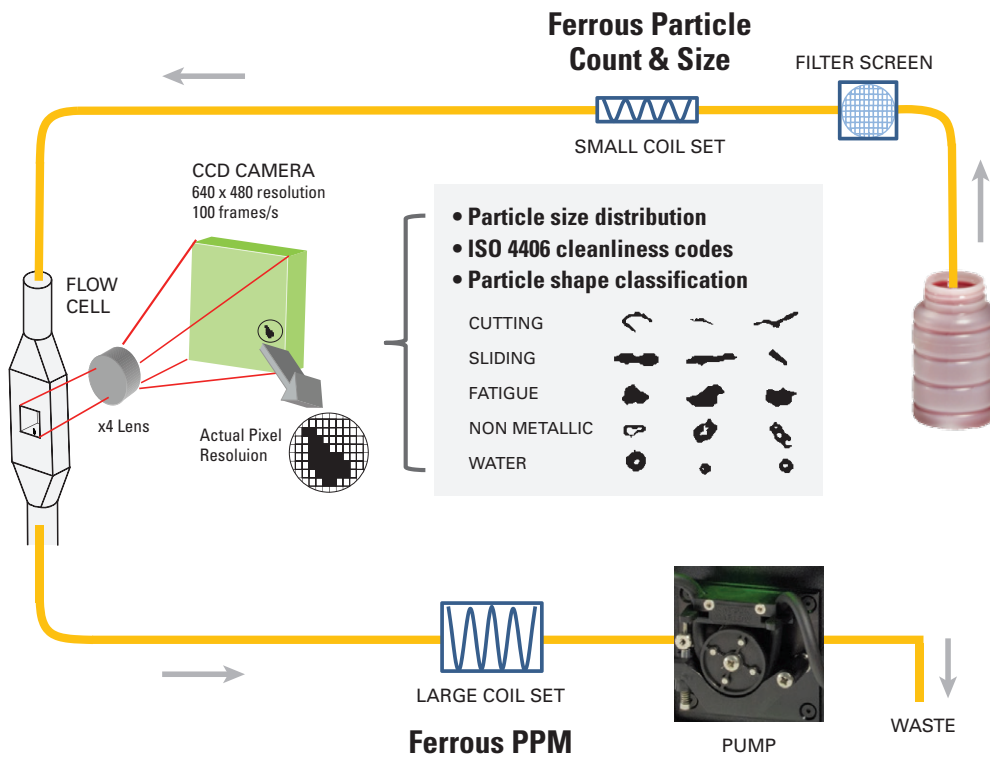 Ferrous Particle
Count & Size
FILTER SCREEN
SMALL COIL SET
CCD CAMERA
640 x 480 resolution
100 frames/s
• Particle size distribution
• ISO 4406 cleanliness codes
• Particle shape classification
FLOW
CELL
CUTTING
SLIDING
FATIGUE
NON METALLIC
WATER
x4 Lens
Actual Pixel
Resoluion
LARGE COIL SET
Ferrous PPM
PUMP
WASTE